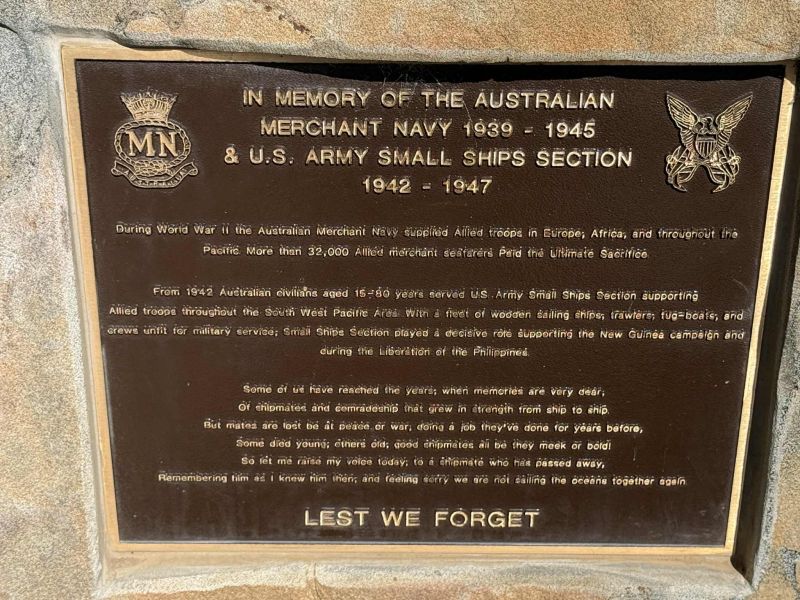 MN
IN MEMORY OF THE AUSTRALIAN
MERCHANT NAVY 1939 - 1945
& U.S. ARMY SMALL SHIPS SECTION
1942 - 1947
During World War II the Australian Merchant Navy supplied Allied troops in Europe, Africa, and throughout the
Pacific. More than 32,000 Allied merchant seafarers Paid the Ultimate Sacrifice.
From 1942 Australian civilians aged 15-80 years served U.S. Army Small Ships Section supporting
Allied troops throughout the South West Pacific Area. With a fleet of wooden sailing ships, trawlers, tug-boats, and
crews unfit for military service, Small Ships Section played a decisive role supporting the New Guinea campaign and
during the Liberation of the Philippines.
Some of us have reached the years, when memories are very dear,
Of shipmates and comradeship that grew in strength from ship to ship.
But mates are lost be at peace or war, doing a job they've done for years before,
Some died young, others old, good shipmates all be they meek or bold!
So let me raise my voice today, to a shipmate who has passed away,
Remembering him as I knew him then, and feeling sorry we are not sailing the oceans together again.
LEST WE FORGET